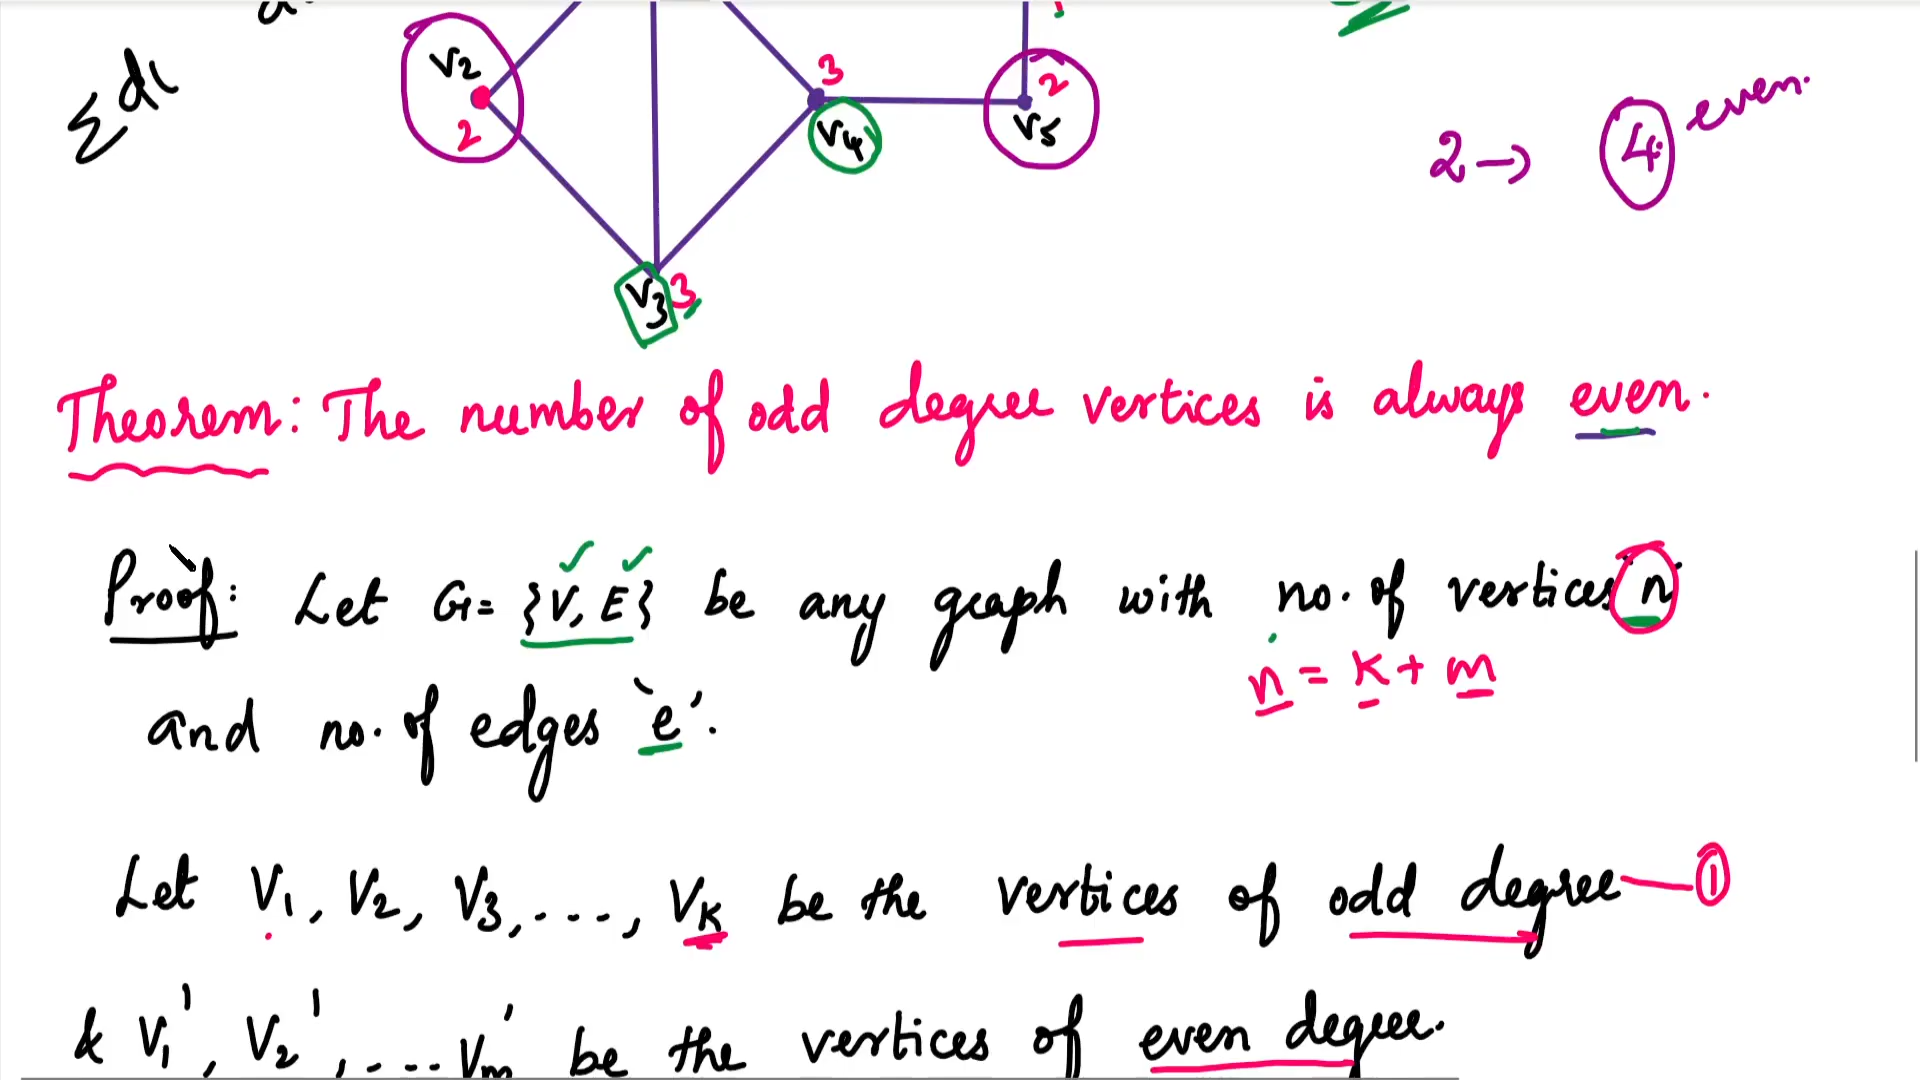 Σ di
V2
2
3
V4
2
V5
2 → 4 even.
V3 3
Theorem: The number of odd degree vertices is always even.
Proof: Let G = {V, E} be any graph with no. of vertices 'n'
n = k + m
and no. of edges `e'.
Let V1, V2, V3, ...., VK be the vertices of odd degree — ①
& V1', V2', .... Vm' be the vertices of even degree.